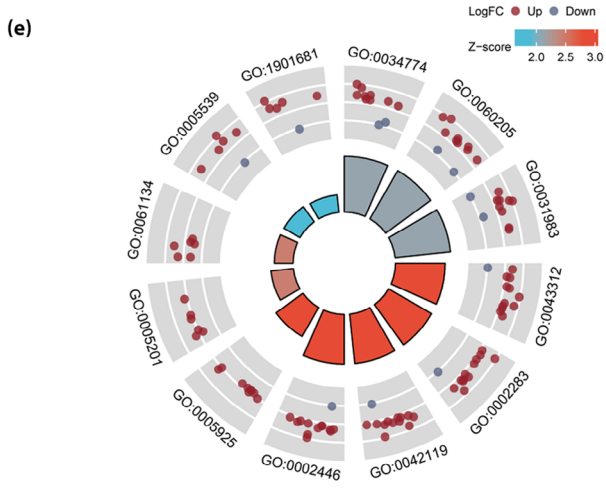 (e)
LogFC Up Down
Z-score
2.0 2.5 3.0
GO:0034774
GO:0060205
GO:0031983
GO:0043312
GO:0002283
GO:0042119
GO:0002446
GO:0005925
GO:0005201
GO:0061134
GO:0005539
GO:1901681